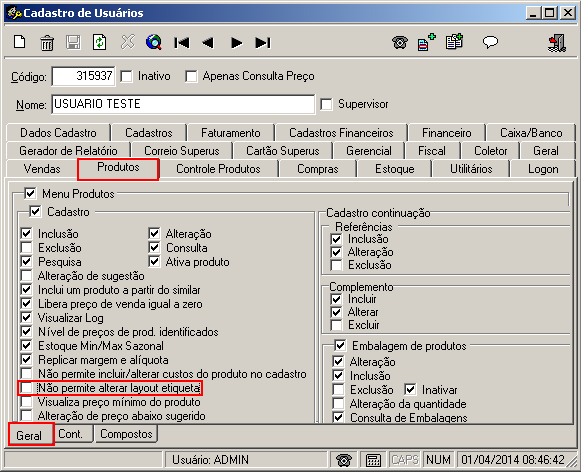 Cadastro de Usuários
Código: 315937 Inativo Apenas Consulta Preço
Nome: USUARIO TESTE Supervisor
Dados Cadastro Cadastros Faturamento Cadastros Financeiros Financeiro Caixa/Banco
Gerador de Relatório Correio Superus Cartão Superus Gerencial Fiscal Coletor Geral
Vendas Produtos Controle Produtos Compras Estoque Utilitários Logon
Menu Produtos
Cadastro
Inclusão Alteração
Exclusão Consulta
Pesquisa Ativa produto
Alteração de sugestão
Inclui um produto a partir do similar
Libera preço de venda igual a zero
Visualizar Log
Nível de preços de prod. identificados
Estoque Min/Max Sazonal
Replicar margem e alíquota
Não permite incluir/alterar custos do produto no cadastro
Não permite alterar layout etiqueta
Visualiza preço mínimo do produto
Alteração de preço abaixo sugerido
Cadastro continuação
Referências
Inclusão
Alteração
Exclusão
Complemento
Incluir
Alterar
Excluir
Embalagem de produtos
Alteração
Inclusão
Exclusão Inativar
Alteração da quantidade
Consulta de Embalagens
Geral Cont. Compostos
Usuário: ADMIN CAPS NUM 01/04/2014 08:46:42